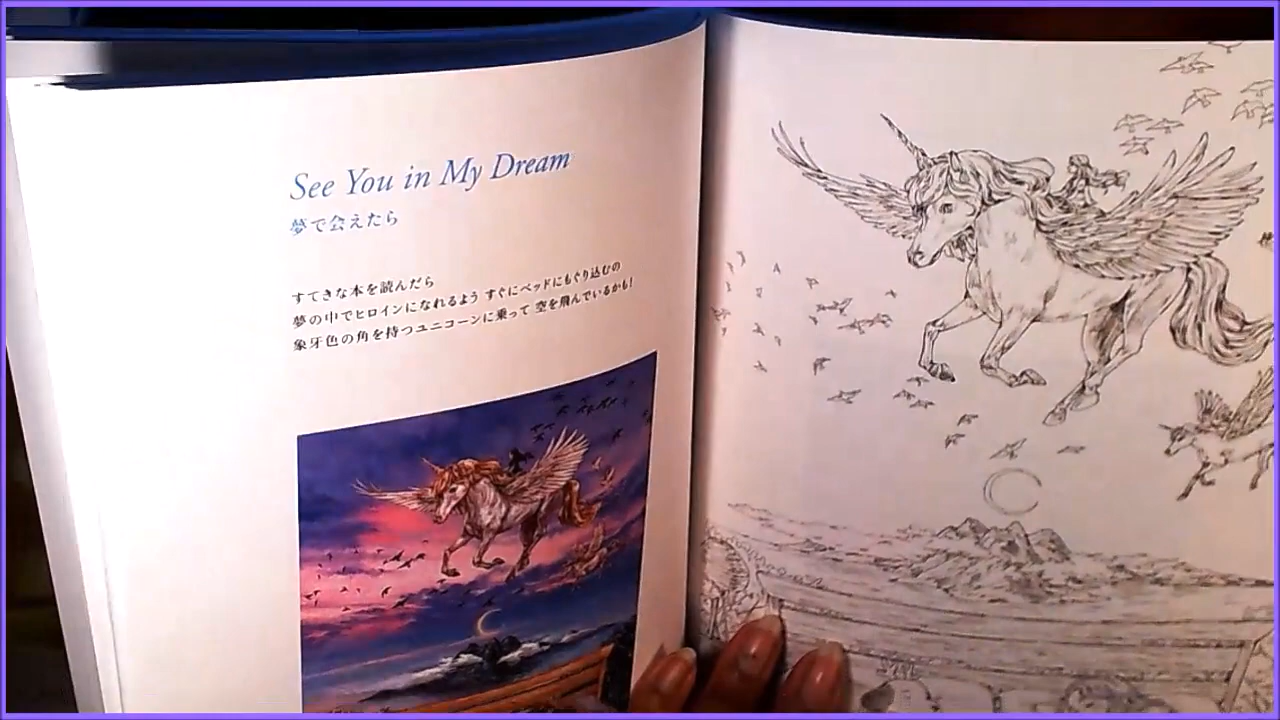 See You in My Dream
夢で会えたら
すてきな本を読んだら
夢の中でヒロインになれるよう すぐにベッドにもぐり込むの
象牙色の角を持つユニコーンに乗って 空を飛んでいるかも!